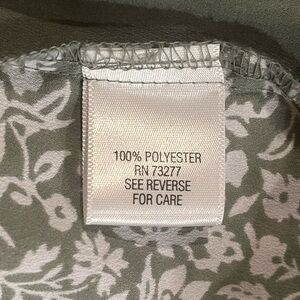 100% POLYESTER
RN 73277
SEE REVERSE
FOR CARE